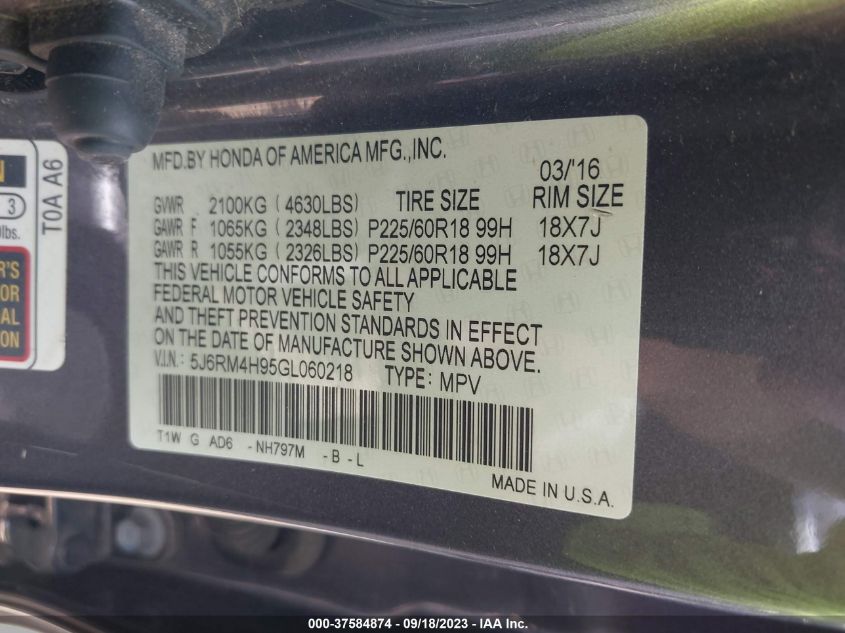 MFD.BY HONDA OF AMERICA MFG.,INC.
03/'16
GVWR 2100KG ( 4630LBS) TIRE SIZE RIM SIZE
GAWR F 1065KG ( 2348LBS) P225/60R18 99H 18X7J
GAWR R 1055KG ( 2326LBS) P225/60R18 99H 18X7J
THIS VEHICLE CONFORMS TO ALL APPLICABLE
FEDERAL MOTOR VEHICLE SAFETY
AND THEFT PREVENTION STANDARDS IN EFFECT
ON THE DATE OF MANUFACTURE SHOWN ABOVE.
V.I.N.: 5J6RM4H95GL060218 TYPE: MPV
T1W G AD6 -NH797M -B-L
MADE IN U.S.A.
T0A A6
3
lbs.
000-37584874 - 09/18/2023 - IAA Inc.